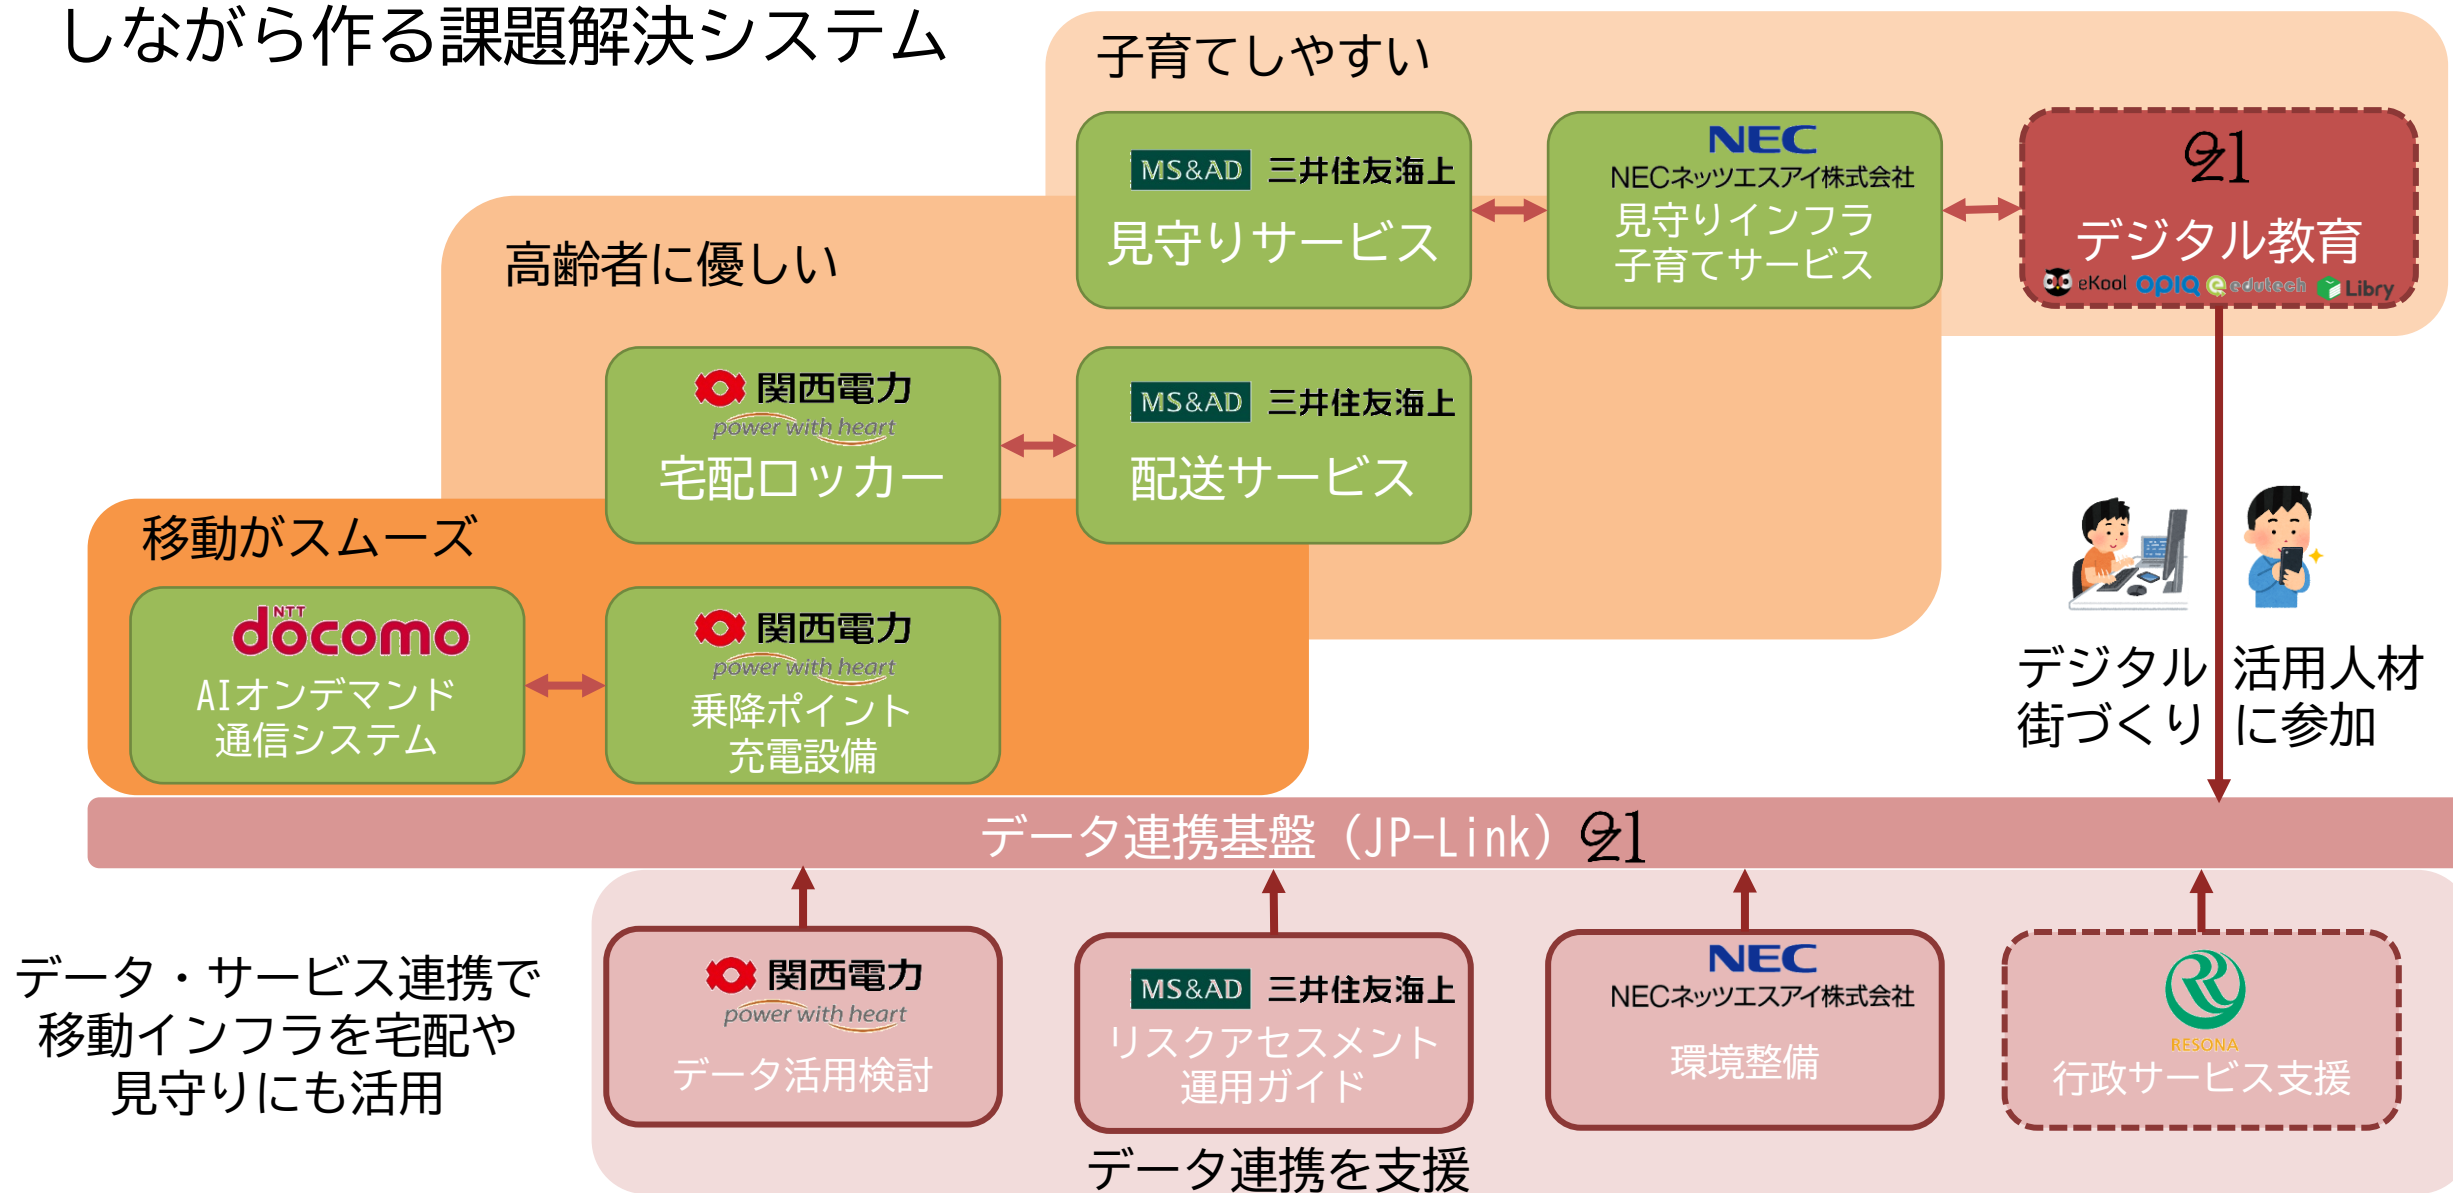 しながら作る課題解決システム
子育てしやすい
MS&AD 三井住友海上
見守りサービス
NEC
NECネッツエスアイ株式会社
見守りインフラ
子育てサービス
21
デジタル教育
eKool opiq edutech Libry
高齢者に優しい
関西電力
power with heart
宅配ロッカー
MS&AD 三井住友海上
配送サービス
移動がスムーズ
NTT
docomo
AIオンデマンド
通信システム
関西電力
power with heart
乗降ポイント
充電設備
デジタル 活用人材
街づくり に参加
データ連携基盤（JP-Link）21
データ・サービス連携で
移動インフラを宅配や
見守りにも活用
関西電力
power with heart
データ活用検討
MS&AD 三井住友海上
リスクアセスメント
運用ガイド
NEC
NECネッツエスアイ株式会社
環境整備
RESONA
行政サービス支援
データ連携を支援